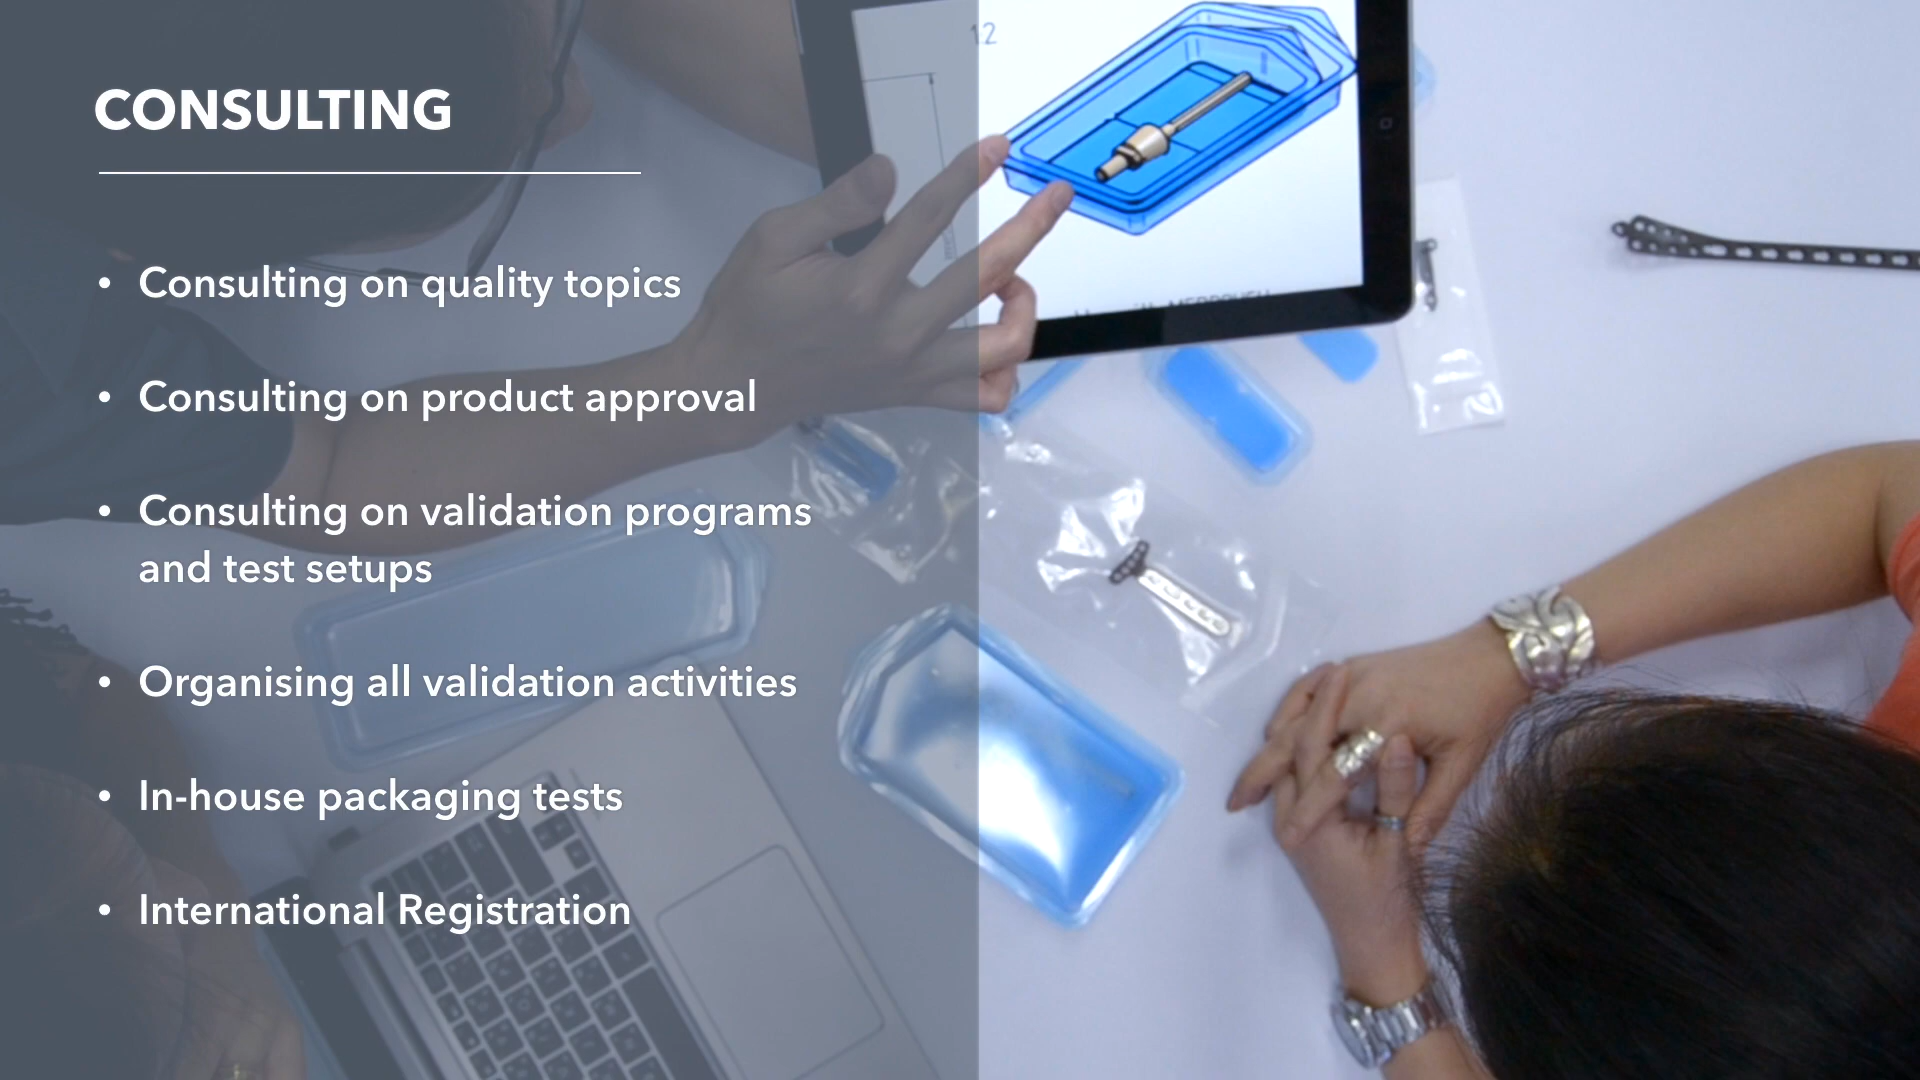 12
CONSULTING
• Consulting on quality topics
• Consulting on product approval
• Consulting on validation programs
and test setups
• Organising all validation activities
• In-house packaging tests
• International Registration